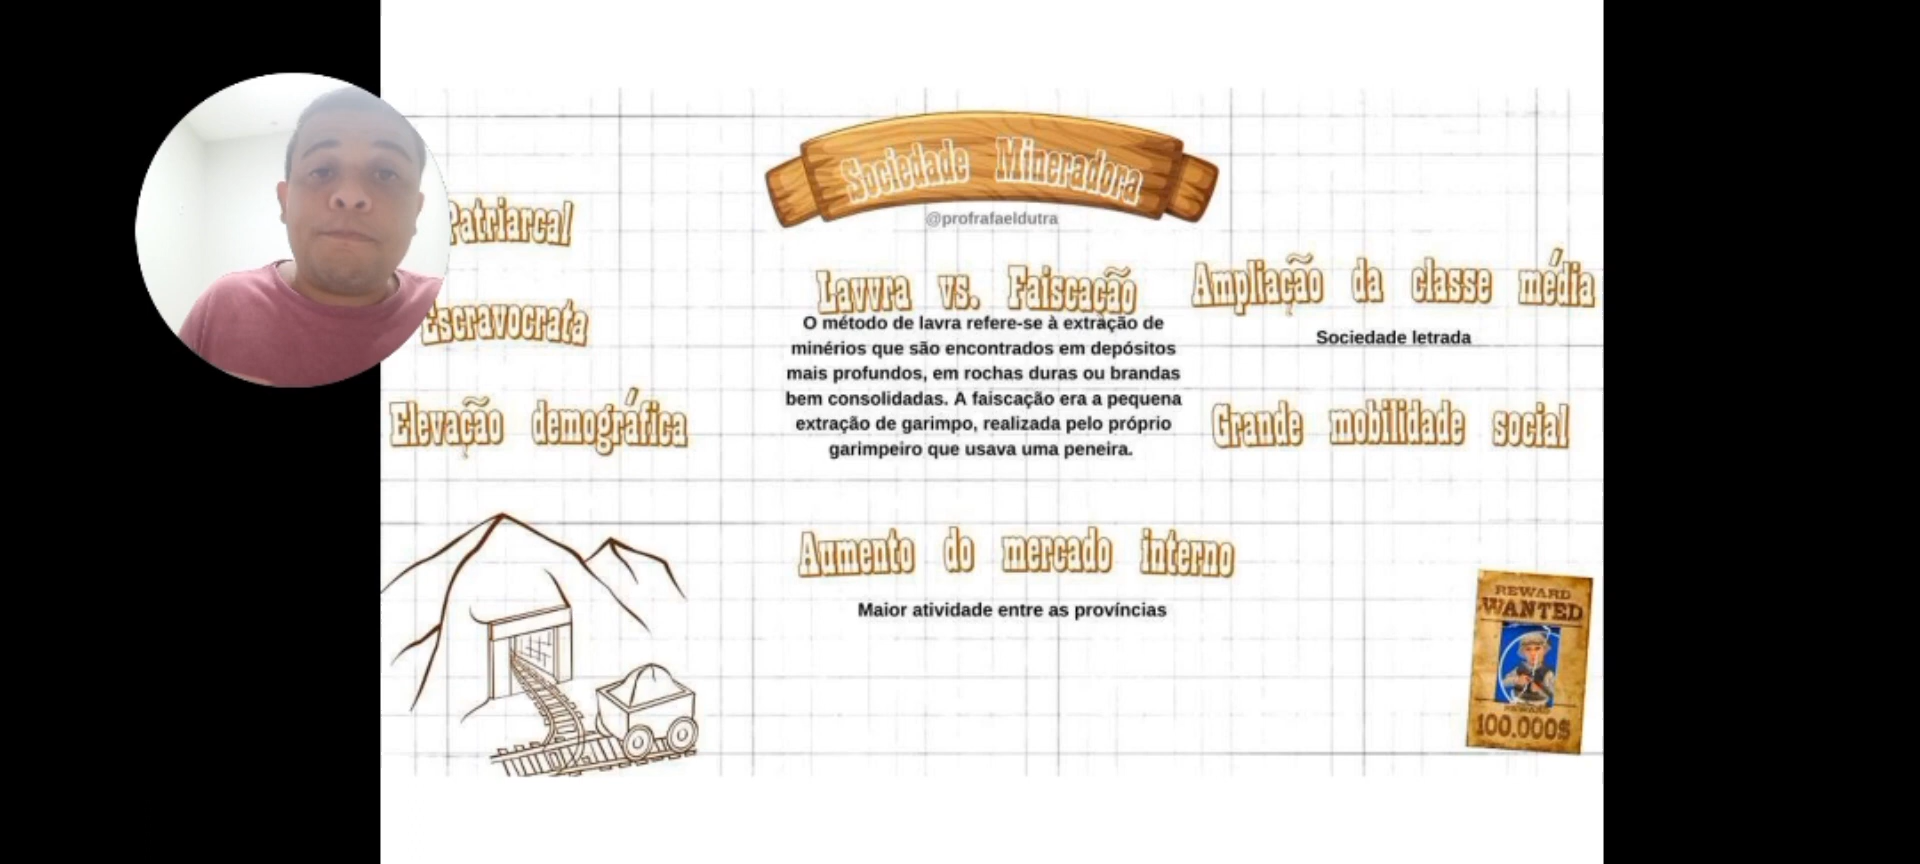 Sociedade Mineradora
@profrafaeldutra
Patriarcal
Escravocrata
Elevação demográfica
Lavvra vs. Faiscação
O método de lavra refere-se à extração de
minérios que são encontrados em depósitos
mais profundos, em rochas duras ou brandas
bem consolidadas. A faiscação era a pequena
extração de garimpo, realizada pelo próprio
garimpeiro que usava uma peneira.
Aumento do mercado interno
Maior atividade entre as províncias
Ampliação da classe média
Sociedade letrada
Grande mobilidade social
REWARD
WANTED
REWARD
100.000$